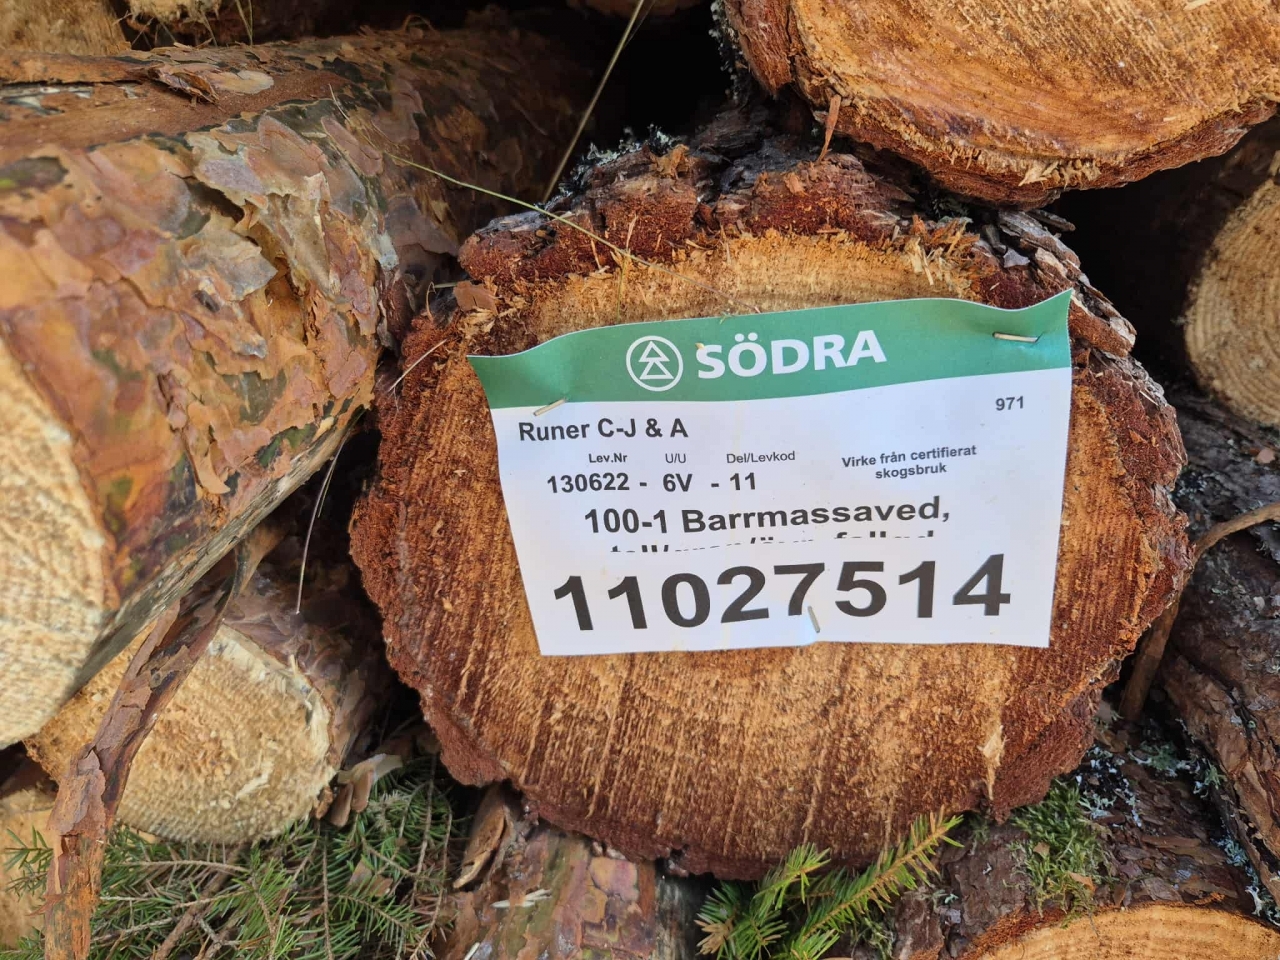 SÖDRA
971
Runer C-J & A
Lev.Nr U/U Del/Levkod
Virke från certifierat
skogsbruk
130622 - 6V - 11
100-1 Barrmassaved,
11027514